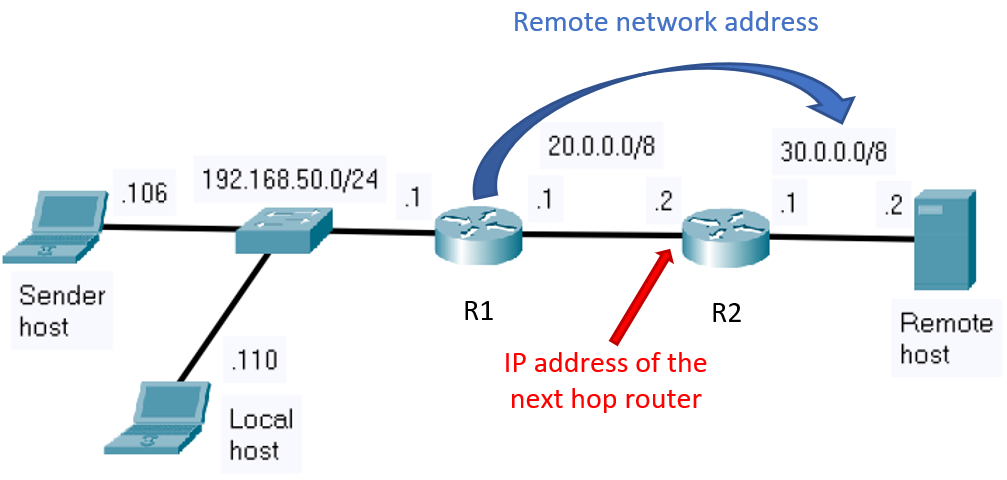 Remote network address
20.0.0.0/8
30.0.0.0/8
192.168.50.0/24
.106
.1
.1
.2
.1
.2
Sender
host
R1
R2
Remote
host
IP address of the
next hop router
.110
Local
host